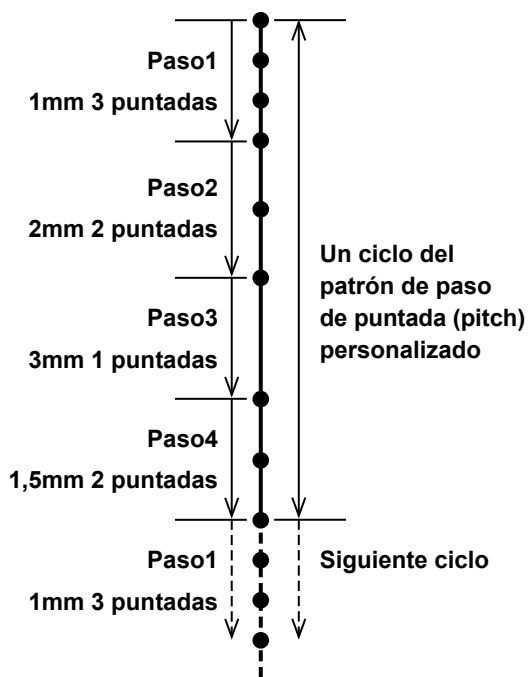 Paso1
1mm 3 puntadas
Paso2
2mm 2 puntadas
Un ciclo del
patrón de paso
de puntada (pitch)
personalizado
Paso3
3mm 1 puntadas
Paso4
1,5mm 2 puntadas
Paso1
Siguiente ciclo
1mm 3 puntadas